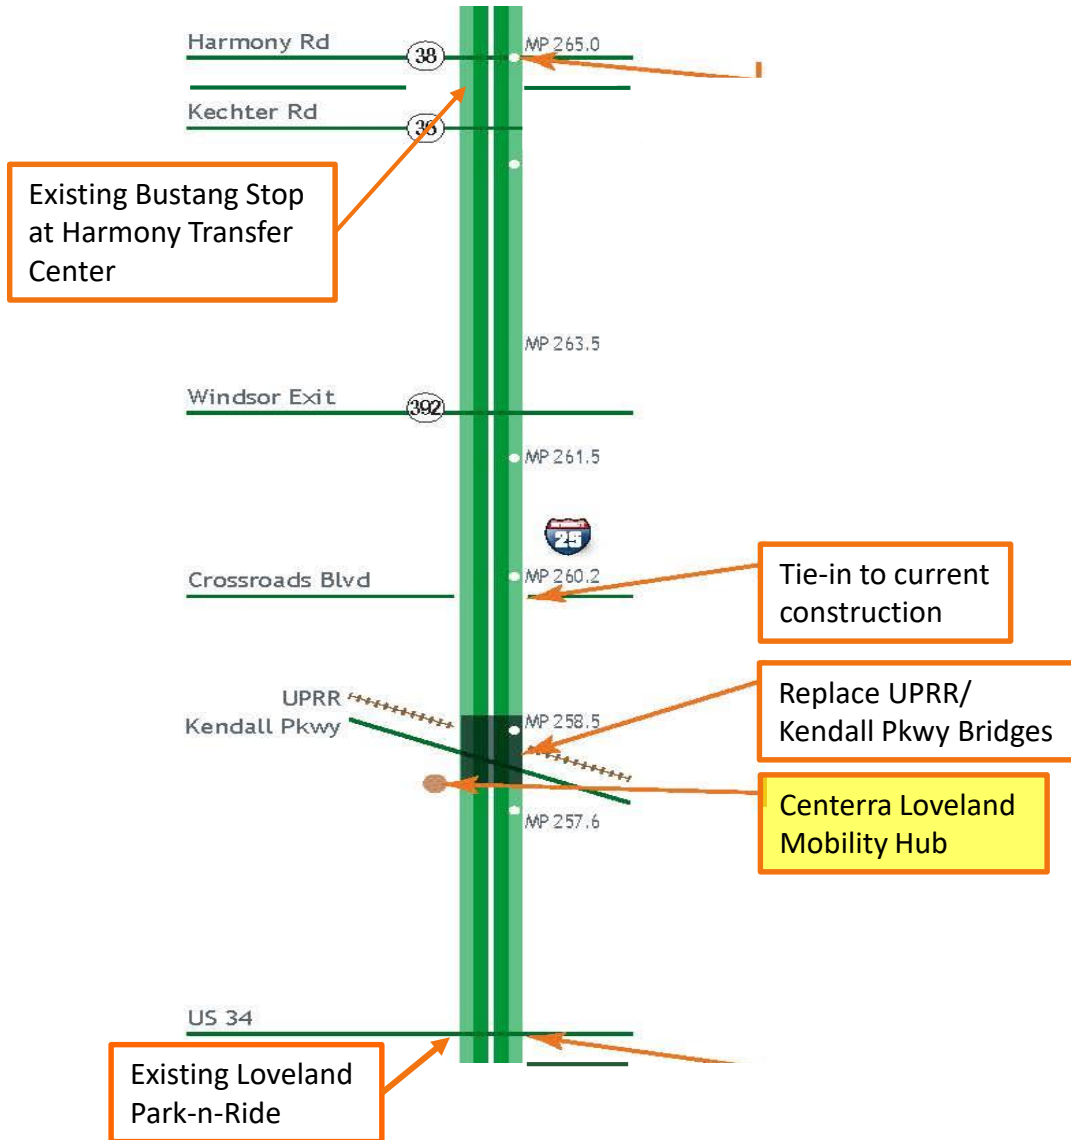 Harmony Rd
38
MP 265.0
Kechter Rd
36
Existing Bustang Stop
at Harmony Transfer
Center
MP 263.5
Windsor Exit
392
MP 261.5
25
Crossroads Blvd
MP 260.2
Tie-in to current
construction
UPRR
Kendall Pkwy
MP 258.5
Replace UPRR/
Kendall Pkwy Bridges
Centerra Loveland
Mobility Hub
MP 257.6
US 34
Existing Loveland
Park-n-Ride